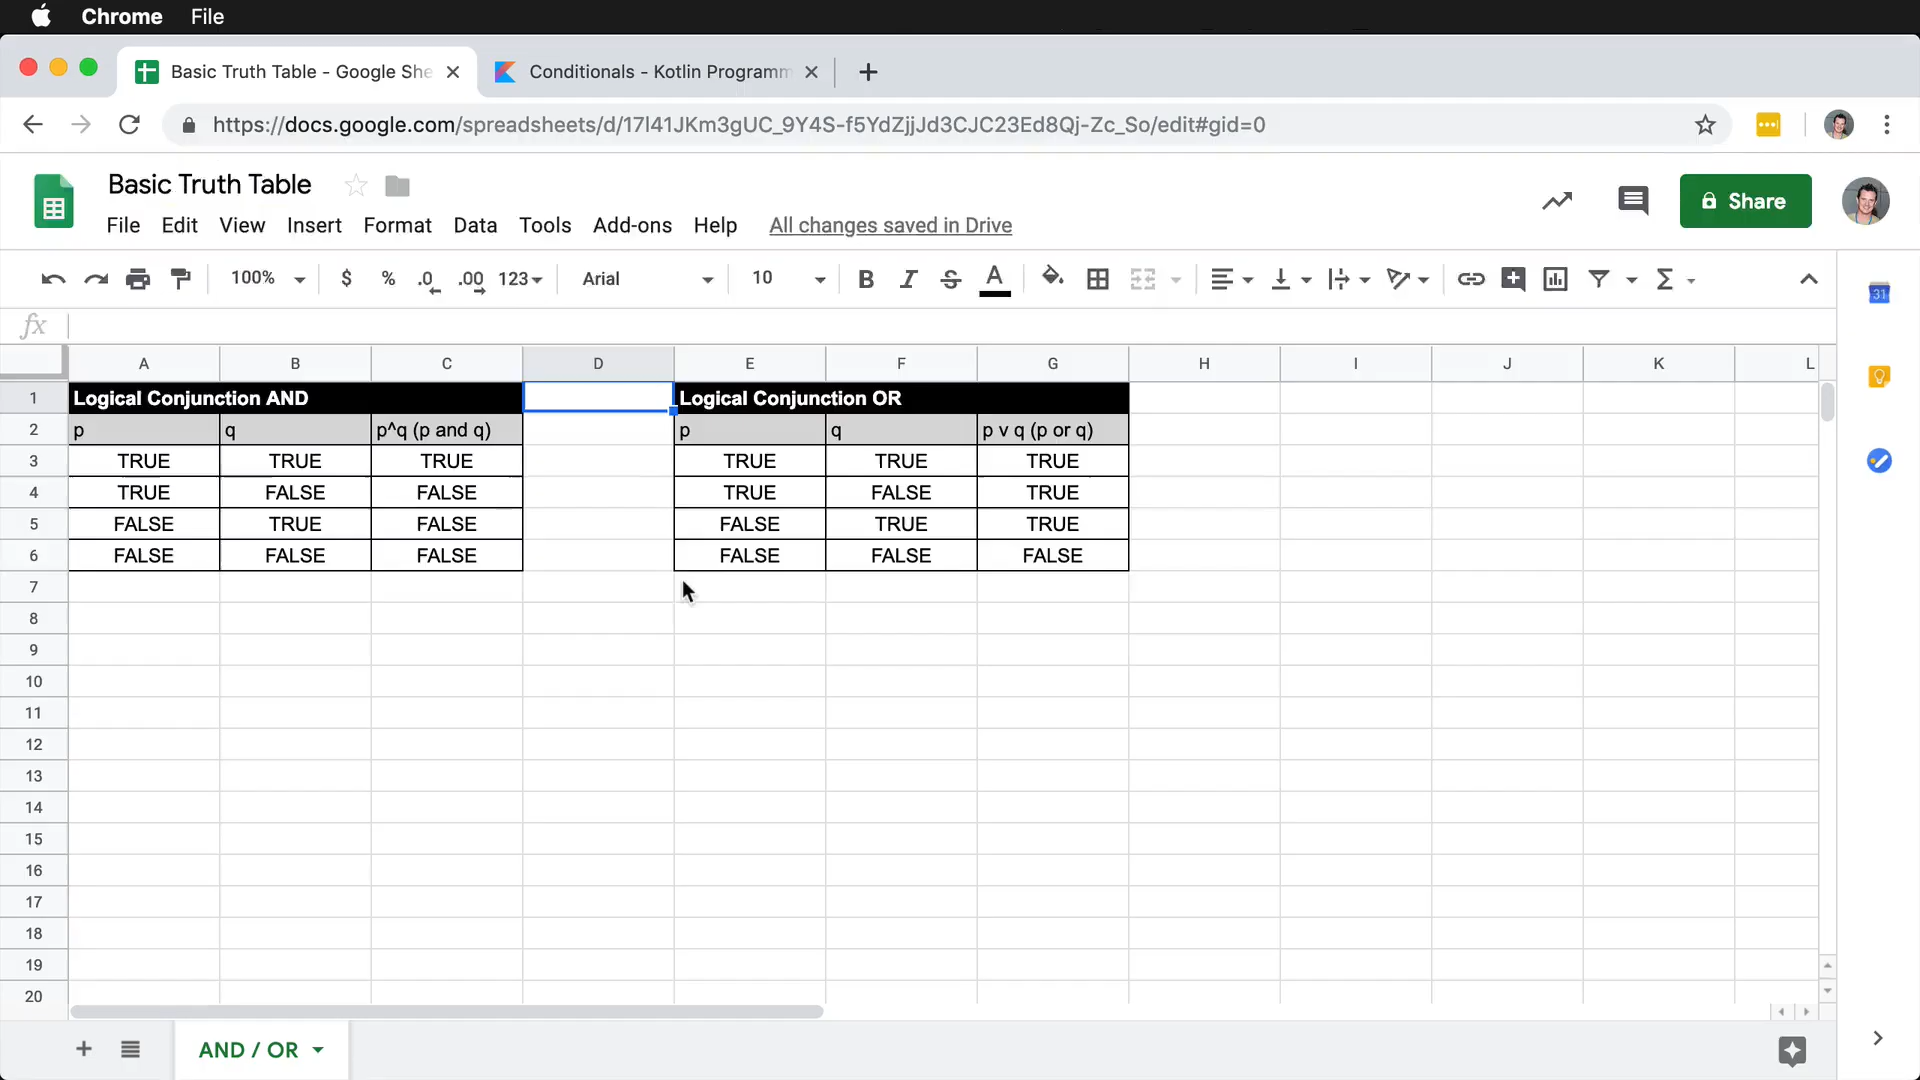 Chrome File
Basic Truth Table - Google She
Conditionals - Kotlin Programm
https://docs.google.com/spreadsheets/d/17l41JKm3gUC_9Y4S-f5YdZjjJd3CJC23Ed8Qj-Zc_So/edit#gid=0
Basic Truth Table
File Edit View Insert Format Data Tools Add-ons Help All changes saved in Drive
Share
100% $ % .0 .00 123 Arial 10 B I S A Σ
31
fx
A B C D E F G H I J K L
1 Logical Conjunction AND Logical Conjunction OR
2 p q p^q (p and q) p q p v q (p or q)
3 TRUE TRUE TRUE TRUE TRUE TRUE
4 TRUE FALSE FALSE TRUE FALSE TRUE
5 FALSE TRUE FALSE FALSE TRUE TRUE
6 FALSE FALSE FALSE FALSE FALSE FALSE
7
8
9
10
11
12
13
14
15
16
17
18
19
20
AND / OR